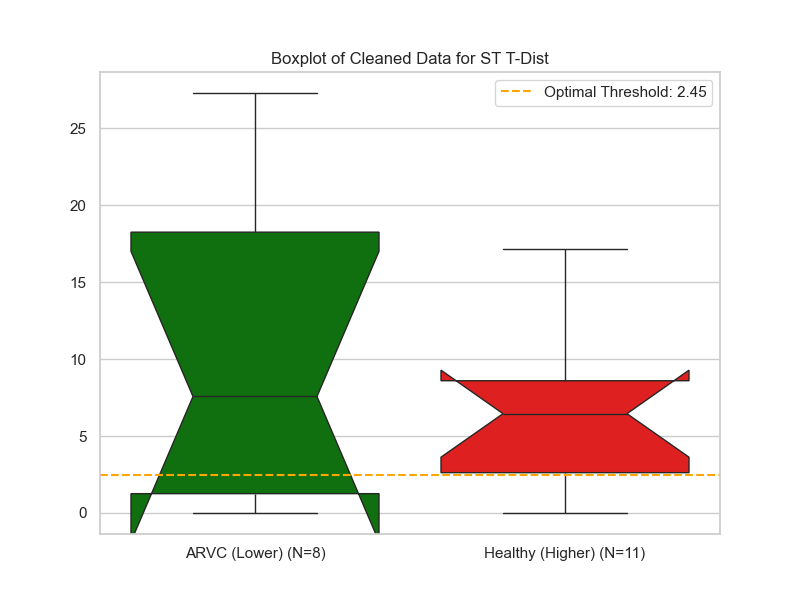 Boxplot of Cleaned Data for ST T-Dist
Optimal Threshold: 2.45
25
20
15
10
5
0
ARVC (Lower) (N=8)
Healthy (Higher) (N=11)